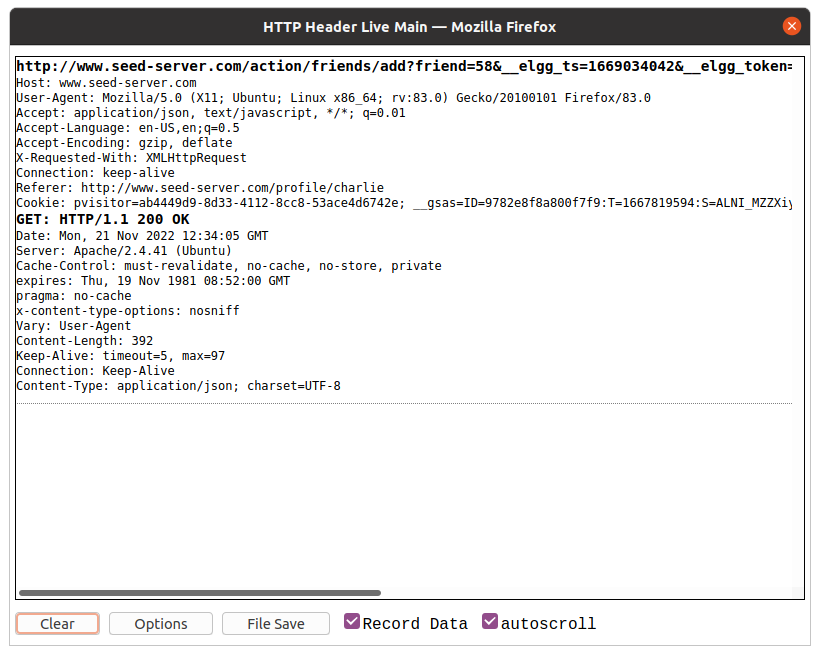 HTTP Header Live Main — Mozilla Firefox
http://www.seed-server.com/action/friends/add?friend=58&__elgg_ts=1669034042&__elgg_token=
Host: www.seed-server.com
User-Agent: Mozilla/5.0 (X11; Ubuntu; Linux x86_64; rv:83.0) Gecko/20100101 Firefox/83.0
Accept: application/json, text/javascript, */*; q=0.01
Accept-Language: en-US,en;q=0.5
Accept-Encoding: gzip, deflate
X-Requested-With: XMLHttpRequest
Connection: keep-alive
Referer: http://www.seed-server.com/profile/charlie
Cookie: pvisitor=ab4449d9-8d33-4112-8cc8-53ace4d6742e; __gsas=ID=9782e8f8a800f7f9:T=1667819594:S=ALNI_MZZXiy
GET: HTTP/1.1 200 OK
Date: Mon, 21 Nov 2022 12:34:05 GMT
Server: Apache/2.4.41 (Ubuntu)
Cache-Control: must-revalidate, no-cache, no-store, private
expires: Thu, 19 Nov 1981 08:52:00 GMT
pragma: no-cache
x-content-type-options: nosniff
Vary: User-Agent
Content-Length: 392
Keep-Alive: timeout=5, max=97
Connection: Keep-Alive
Content-Type: application/json; charset=UTF-8
Clear Options File Save Record Data autoscroll